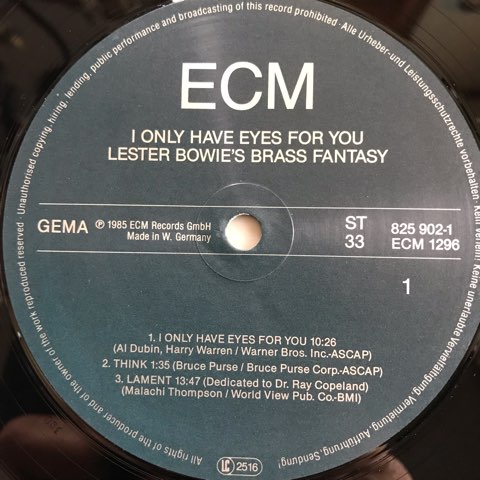 ECM
I ONLY HAVE EYES FOR YOU
LESTER BOWIE'S BRASS FANTASY
GEMA
℗ 1985 ECM Records GmbH
Made in W. Germany
ST
33
825 902-1
ECM 1296
1
1. I ONLY HAVE EYES FOR YOU 10:26
(Al Dubin, Harry Warren / Warner Bros. Inc.-ASCAP)
2. THINK 1:35 (Bruce Purse / Bruce Purse Corp.-ASCAP)
3. LAMENT 13:47 (Dedicated to Dr. Ray Copeland)
(Malachi Thompson / World View Pub. Co.-BMI)
LC 2516
All rights of the producer and of the owner of the work reproduced reserved · Unauthorised copying, hiring, lending, public performance and broadcasting of this record prohibited · Alle Urheber- und Leistungsschutzrechte vorbehalten · Kein Verleih! Keine unerlaubte Vervielfältigung, Vermietung, Aufführung, Sendung!